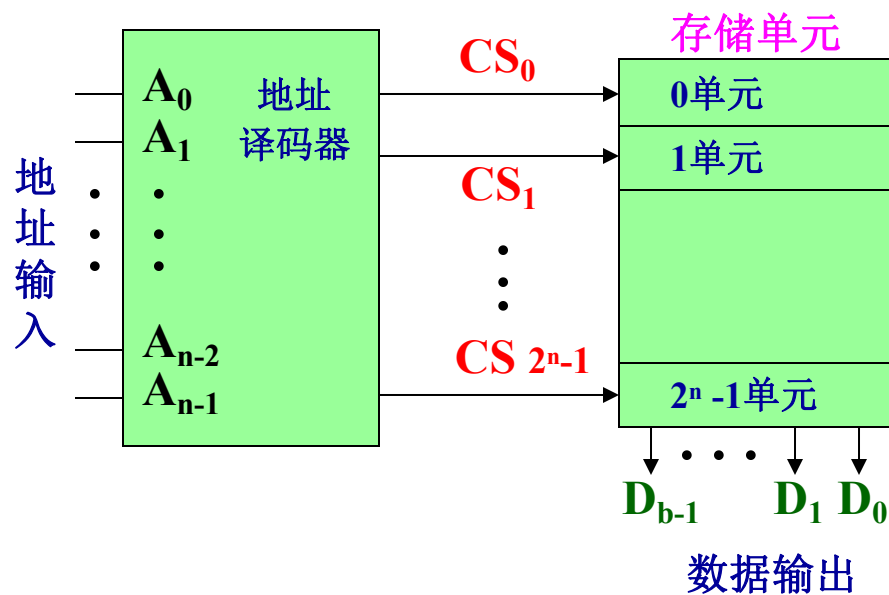 存储单元
CS₀
A₀
地址
译码器
0单元
A₁
1单元
地址输入
CS₁
CS 2ⁿ-1
Aₙ₋₂
Aₙ₋₁
2ⁿ -1单元
D_b-1
D₁
D₀
数据输出